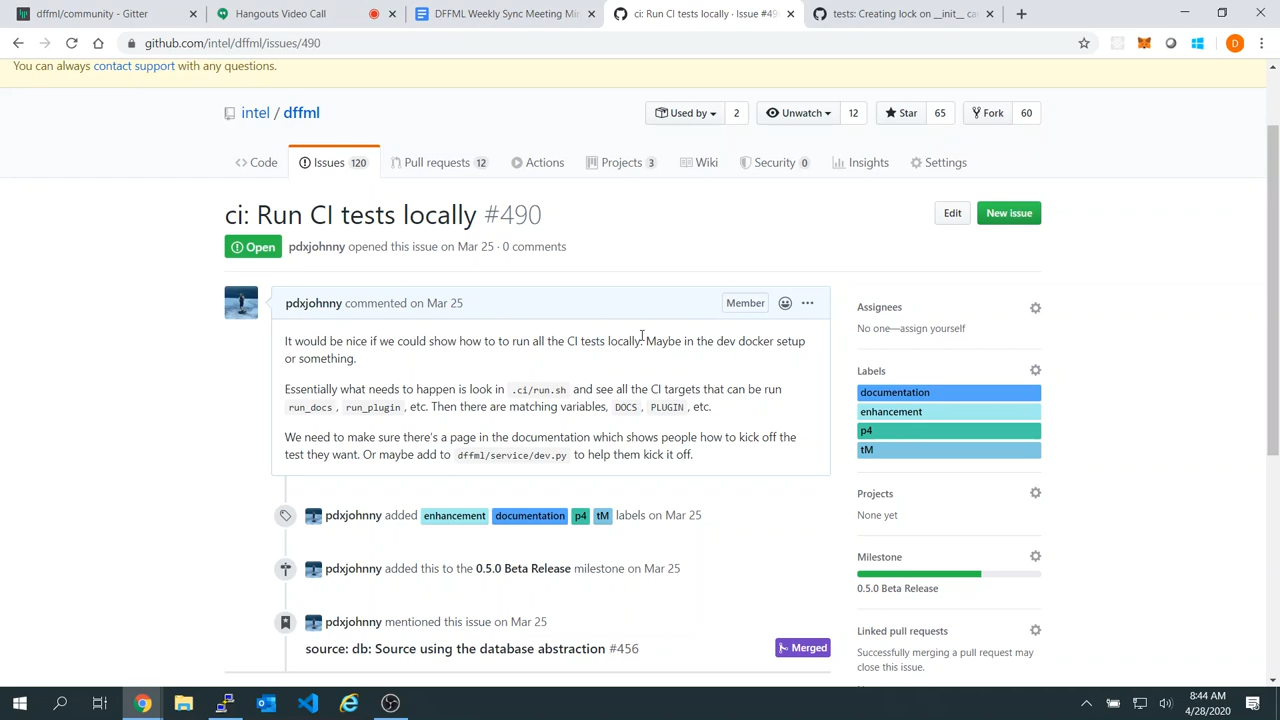 dffml/community - Gitter
Hangouts Video Call
DFFML Weekly Sync Meeting Min
ci: Run CI tests locally · Issue #49
tests: Creating lock on __init__ ca
github.com/intel/dffml/issues/490
D
You can always contact support with any questions.
intel / dffml
Used by 2
Unwatch 12
Star 65
Fork 60
Code
Issues 120
Pull requests 12
Actions
Projects 3
Wiki
Security 0
Insights
Settings
ci: Run CI tests locally #490
Edit
New issue
Open
pdxjohnny opened this issue on Mar 25 · 0 comments
pdxjohnny commented on Mar 25
Member
It would be nice if we could show how to to run all the CI tests locally. Maybe in the dev docker setup
or something.
Essentially what needs to happen is look in .ci/run.sh and see all the CI targets that can be run
run_docs, run_plugin, etc. Then there are matching variables, DOCS, PLUGIN, etc.
We need to make sure there's a page in the documentation which shows people how to kick off the
test they want. Or maybe add to dffml/service/dev.py to help them kick it off.
pdxjohnny added enhancement documentation p4 tM labels on Mar 25
pdxjohnny added this to the 0.5.0 Beta Release milestone on Mar 25
pdxjohnny mentioned this issue on Mar 25
source: db: Source using the database abstraction #456
Merged
Assignees
No one—assign yourself
Labels
documentation
enhancement
p4
tM
Projects
None yet
Milestone
0.5.0 Beta Release
Linked pull requests
Successfully merging a pull request may
close this issue.
8:44 AM
4/28/2020